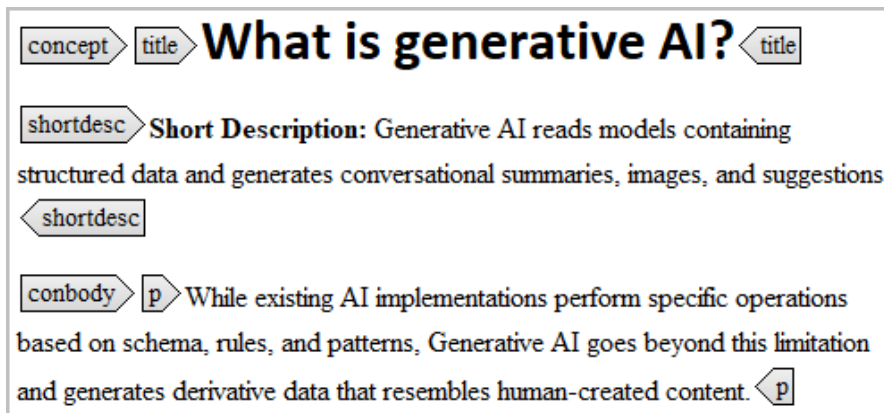 concept title What is generative AI? title
shortdesc Short Description: Generative AI reads models containing
structured data and generates conversational summaries, images, and suggestions
shortdesc
conbody p While existing AI implementations perform specific operations
based on schema, rules, and patterns, Generative AI goes beyond this limitation
and generates derivative data that resembles human-created content. p